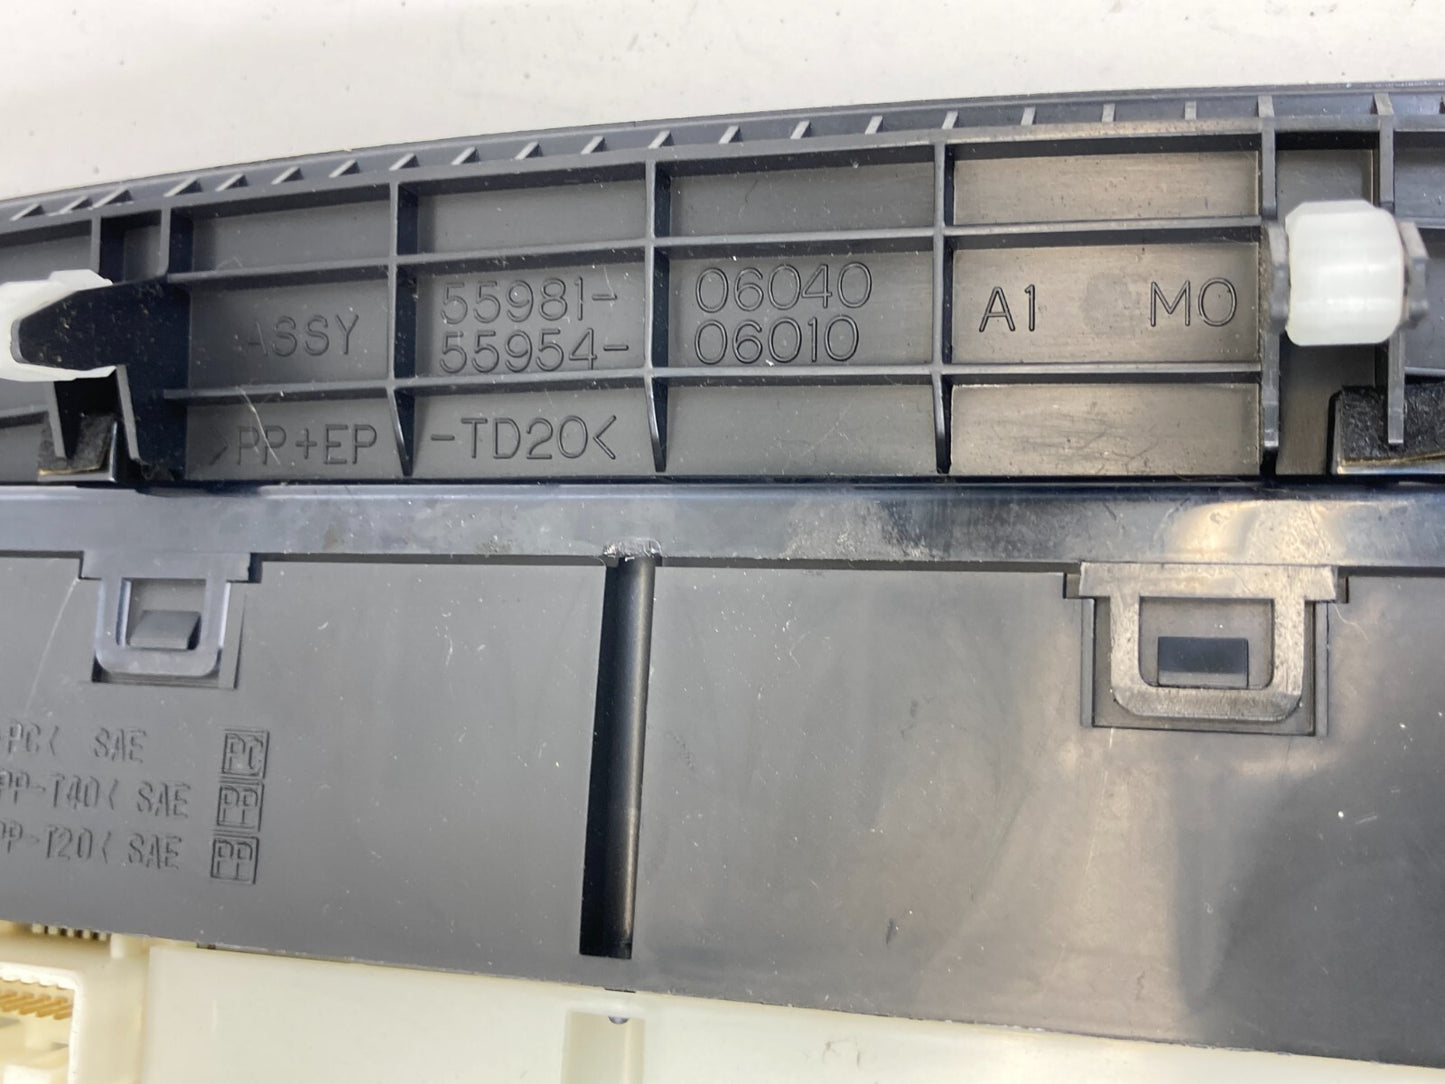 ASSY 55981- 06040 A1 M0
55954- 06010
>PP+EP -TD20<
PC< SAE PC
PP-T40< SAE PP
PP-T20< SAE PP